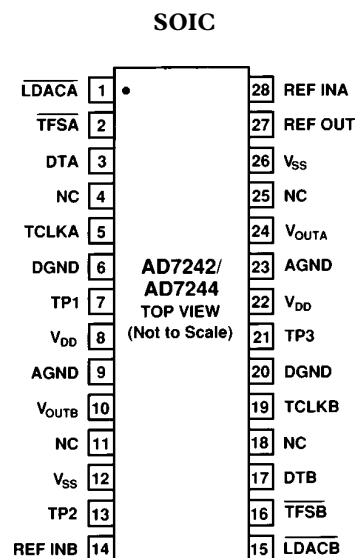 SOIC
LDACA 1 28 REF INA
TFSA 2 27 REF OUT
DTA 3 26 VSS
NC 4 25 NC
TCLKA 5 24 VOUTA
DGND 6 AD7242/ 23 AGND
TP1 7 AD7244 22 VDD
TOP VIEW
VDD 8 (Not to Scale) 21 TP3
AGND 9 20 DGND
VOUTB 10 19 TCLKB
NC 11 18 NC
VSS 12 17 DTB
TP2 13 16 TFSB
REF INB 14 15 LDACB